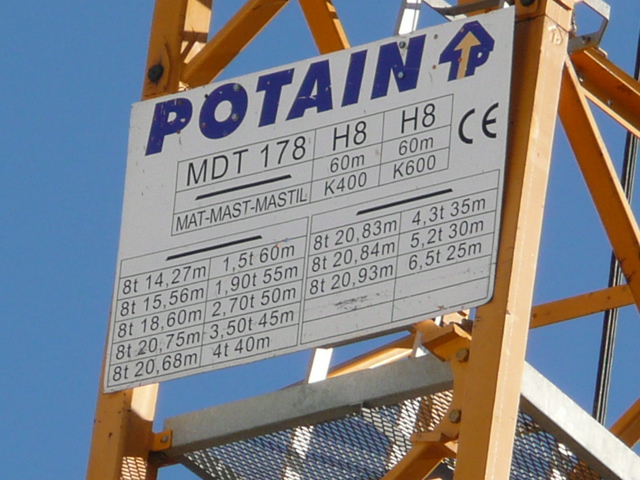 POTAIN
MDT 178 H8 H8
60m 60m
MAT-MAST-MASTIL K400 K600
8t 14,27m 1,5t 60m
8t 15,56m 1,90t 55m
8t 18,60m 2,70t 50m
8t 20,75m 3,50t 45m
8t 20,68m 4t 40m
8t 20,83m 4,3t 35m
8t 20,84m 5,2t 30m
8t 20,93m 6,5t 25m
CE